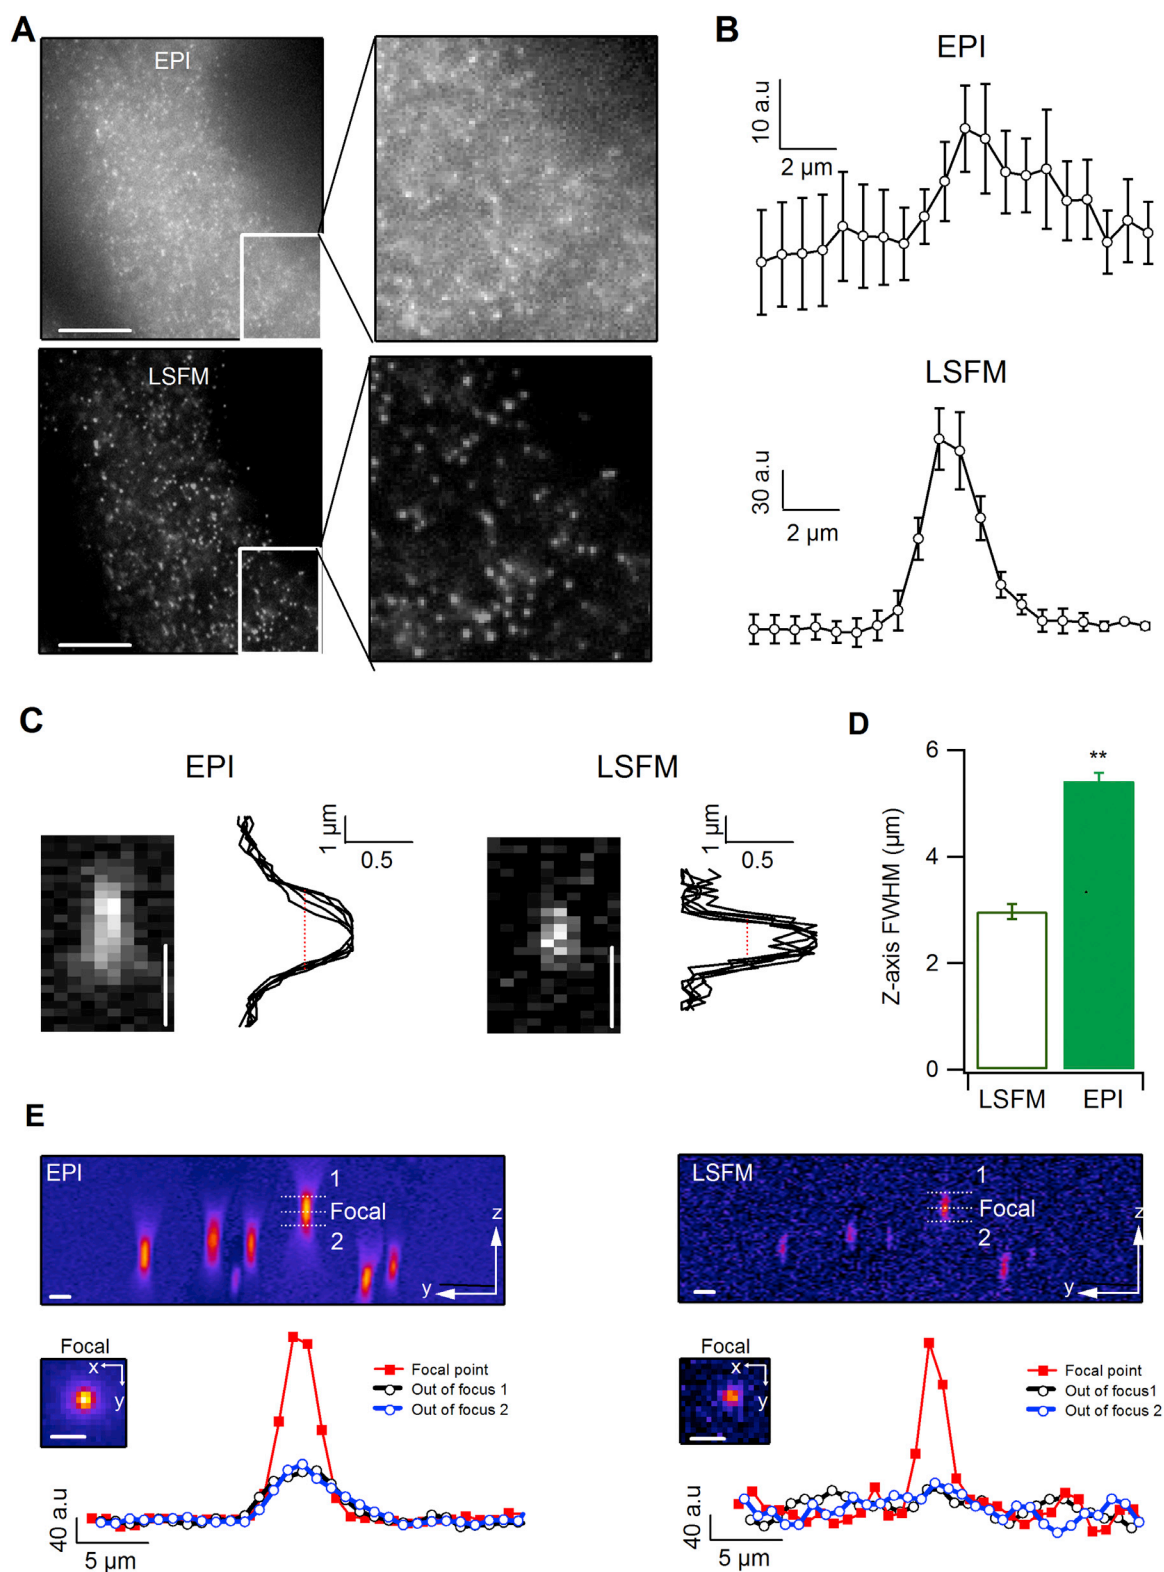 A
EPI
LSFM
B
EPI
10 a.u
2 µm
LSFM
30 a.u
2 µm
C
EPI
1 µm
0.5
LSFM
1 µm
0.5
D
6
**
4
2
0
Z-axis FWHM (µm)
LSFM EPI
E
EPI
1
Focal
2
z
y
LSFM
1
Focal
2
z
y
Focal
x
y
Focal point
Out of focus 1
Out of focus 2
40 a.u
5 µm
Focal
x
y
Focal point
Out of focus1
Out of focus 2
40 a.u
5 µm